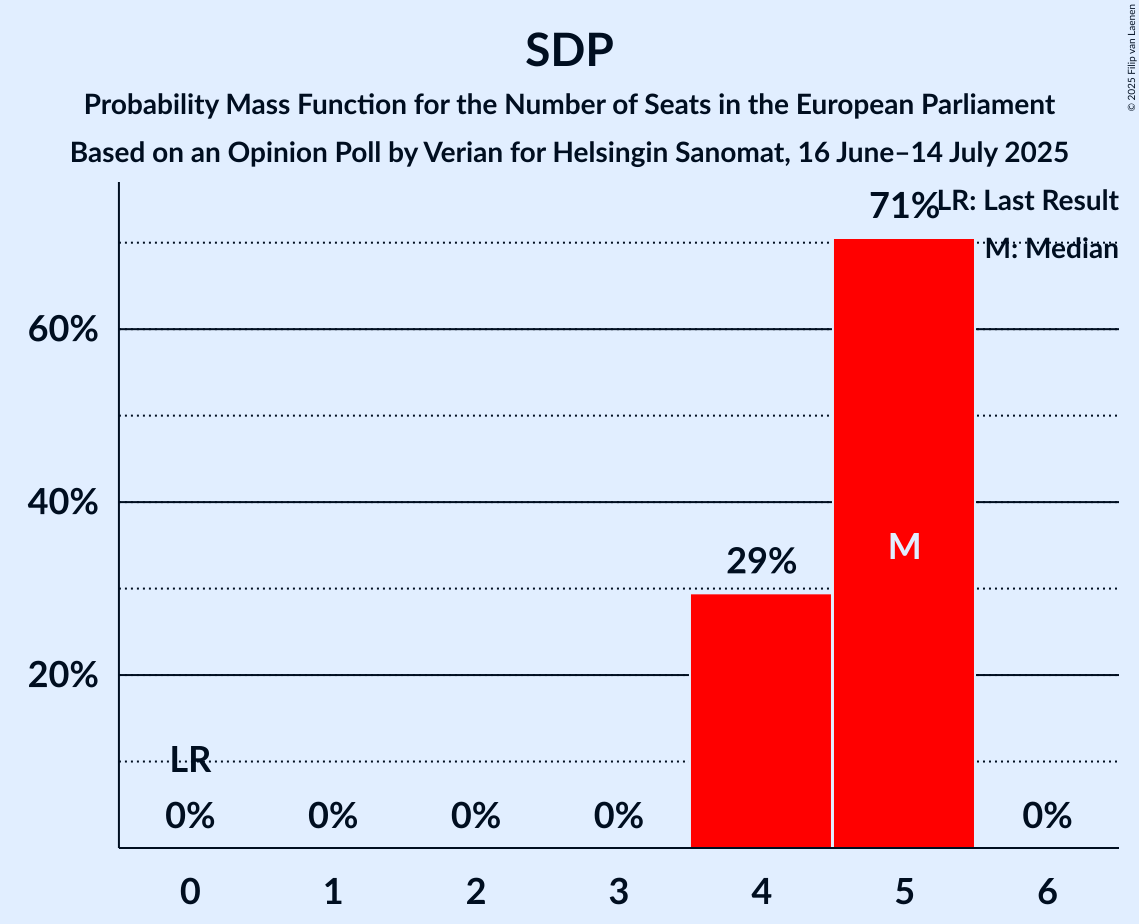 SDP
Probability Mass Function for the Number of Seats in the European Parliament
Based on an Opinion Poll by Verian for Helsingin Sanomat, 16 June–14 July 2025
© 2025 Filip van Laenen
LR: Last Result
M: Median
71%
60%
40%
20%
29%
M
LR
0%
0%
0%
0%
0%
0
1
2
3
4
5
6